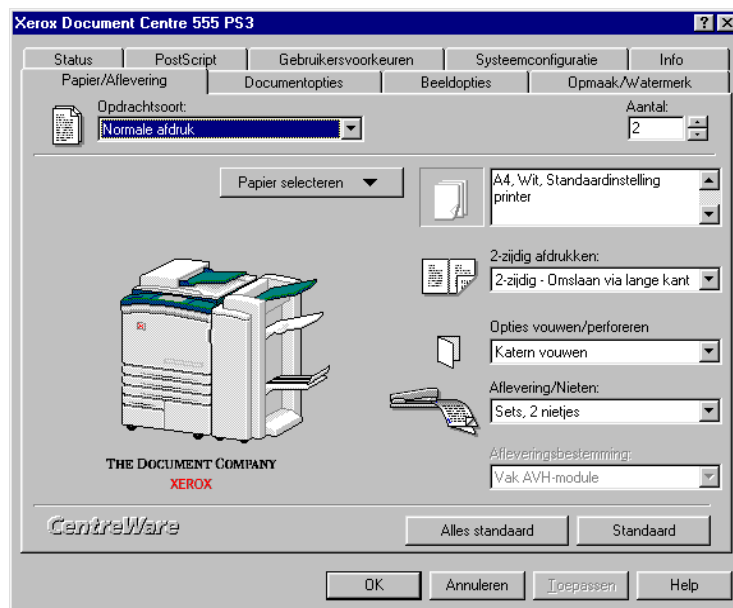 Xerox Document Centre 555 PS3
Status PostScript Gebruikersvoorkeuren Systeemconfiguratie Info
Papier/Aflevering Documentopties Beeldopties Opmaak/Watermerk
Opdrachtsoort:
Normale afdruk
Aantal:
2
Papier selecteren
A4, Wit, Standaardinstelling
printer
2-zijdig afdrukken:
2-zijdig - Omslaan via lange kant
Opties vouwen/perforeren
Katern vouwen
Aflevering/Nieten:
Sets, 2 nietjes
Afleveringsbestemming:
Vak AVH-module
THE DOCUMENT COMPANY
XEROX
CentreWare
Alles standaard Standaard
OK Annuleren Toepassen Help